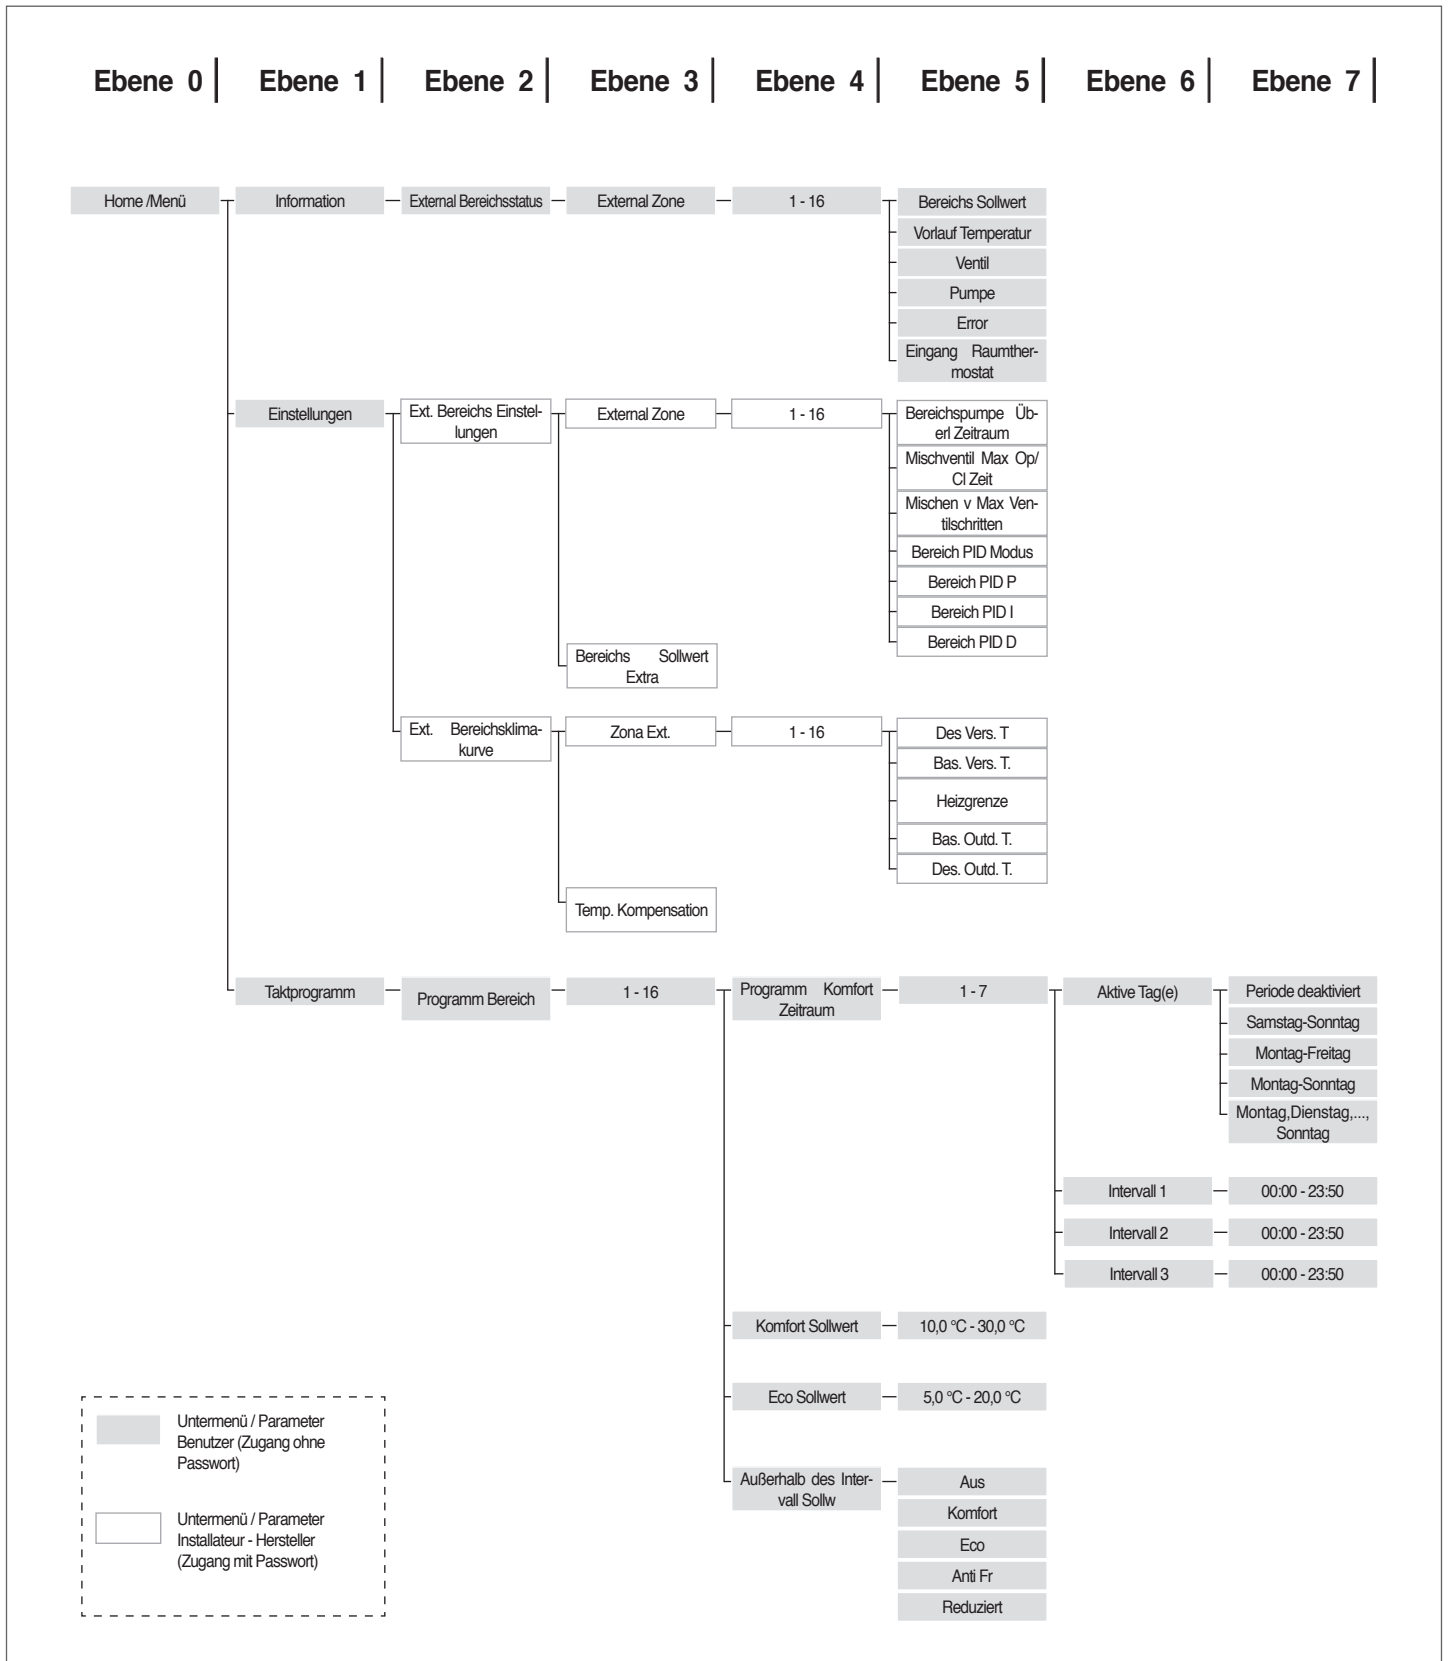 Ebene 0 Ebene 1 Ebene 2 Ebene 3 Ebene 4 Ebene 5 Ebene 6 Ebene 7
Home /Menü
Information
External Bereichsstatus
External Zone
1 - 16
Bereichs Sollwert
Vorlauf Temperatur
Ventil
Pumpe
Error
Eingang Raumther-
mostat
Einstellungen
Ext. Bereichs Einstel-
lungen
External Zone
1 - 16
Bereichspumpe Üb-
erl Zeitraum
Mischventil Max Op/
Cl Zeit
Mischen v Max Ven-
tilschritten
Bereich PID Modus
Bereich PID P
Bereich PID I
Bereich PID D
Bereichs Sollwert
Extra
Ext. Bereichsklima-
kurve
Zona Ext.
1 - 16
Des Vers. T
Bas. Vers. T.
Heizgrenze
Bas. Outd. T.
Des. Outd. T.
Temp. Kompensation
Taktprogramm
Programm Bereich
1 - 16
Programm Komfort
Zeitraum
1 - 7
Aktive Tag(e)
Periode deaktiviert
Samstag-Sonntag
Montag-Freitag
Montag-Sonntag
Montag,Dienstag,...,
Sonntag
Intervall 1
00:00 - 23:50
Intervall 2
00:00 - 23:50
Intervall 3
00:00 - 23:50
Komfort Sollwert
10,0 °C - 30,0 °C
Eco Sollwert
5,0 °C - 20,0 °C
Außerhalb des Inter-
vall Sollw
Aus
Komfort
Eco
Anti Fr
Reduziert
Untermenü / Parameter
Benutzer (Zugang ohne
Passwort)
Untermenü / Parameter
Installateur - Hersteller
(Zugang mit Passwort)